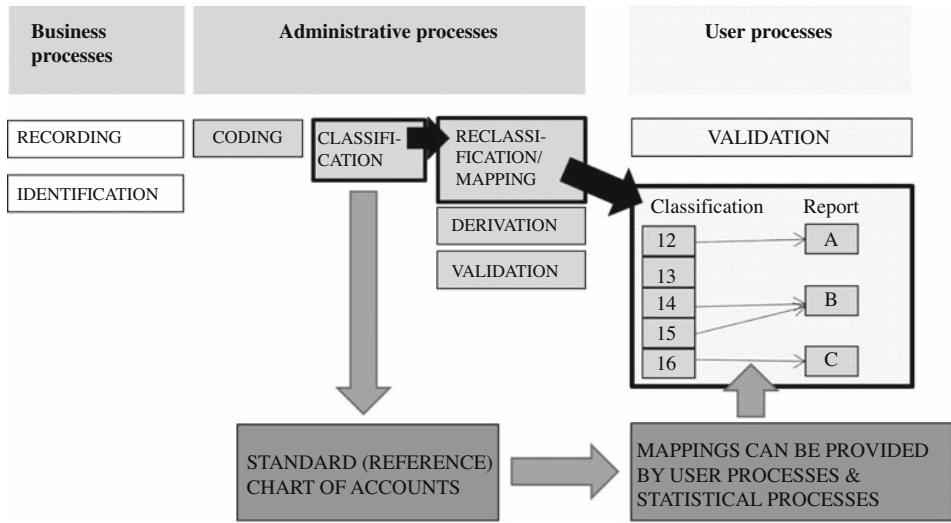 Business
processes
Administrative processes
User processes
RECORDING
IDENTIFICATION
CODING
CLASSIFI-
CATION
RECLASSI-
FICATION/
MAPPING
DERIVATION
VALIDATION
VALIDATION
Classification
Report
12
A
13
14
B
15
16
C
STANDARD (REFERENCE)
CHART OF ACCOUNTS
MAPPINGS CAN BE PROVIDED
BY USER PROCESSES &
STATISTICAL PROCESSES